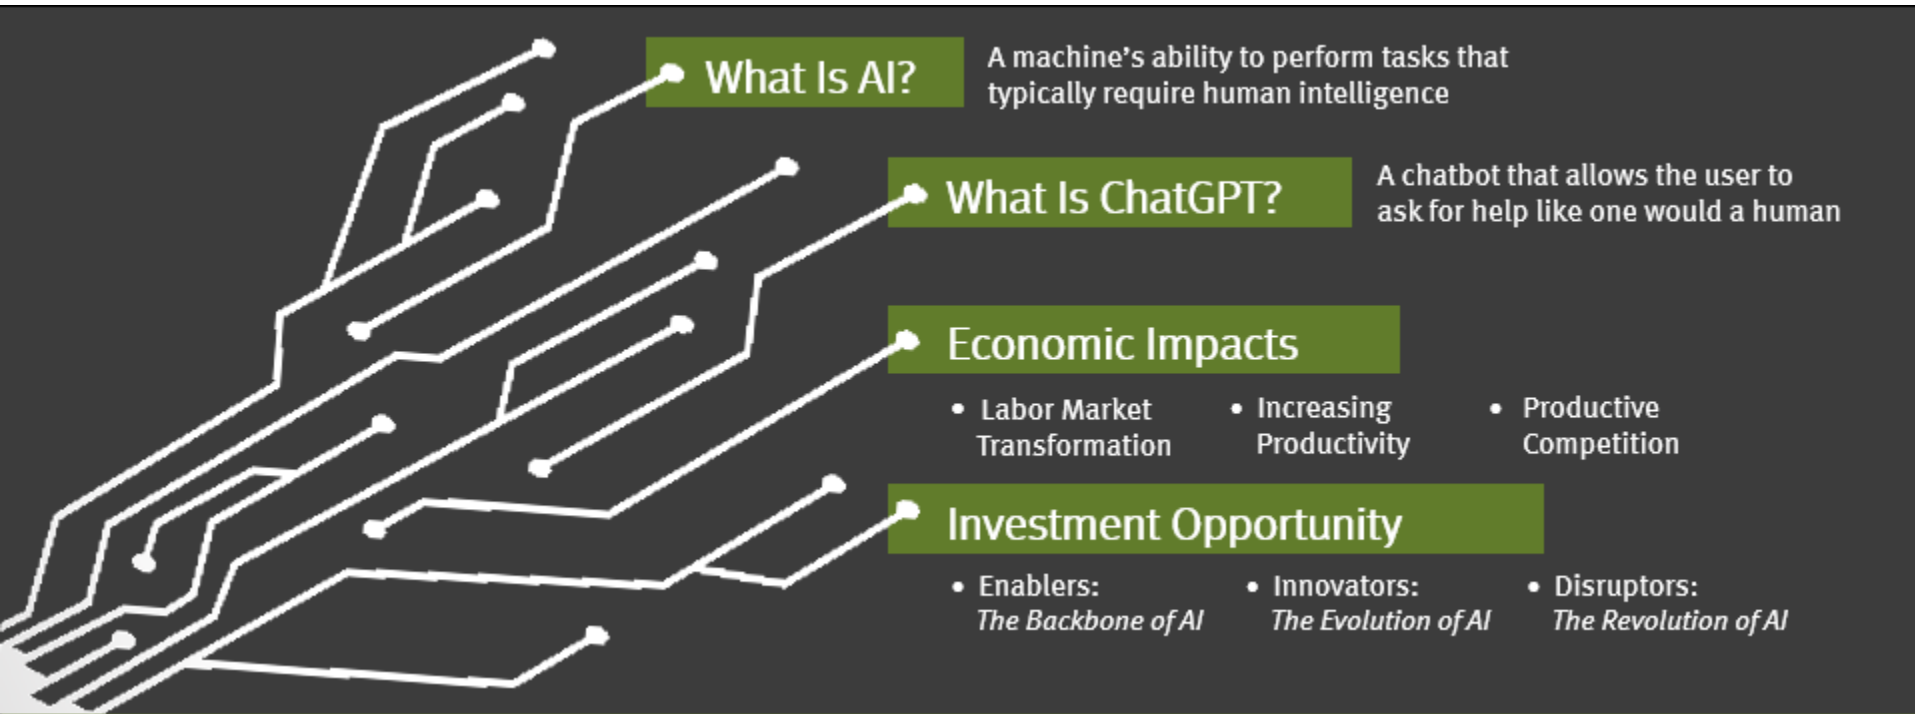 What Is AI?
A machine's ability to perform tasks that
typically require human intelligence
What Is ChatGPT?
A chatbot that allows the user to
ask for help like one would a human
Economic Impacts
• Labor Market
Transformation
• Increasing
Productivity
• Productive
Competition
Investment Opportunity
• Enablers:
The Backbone of AI
• Innovators:
The Evolution of AI
• Disruptors:
The Revolution of AI